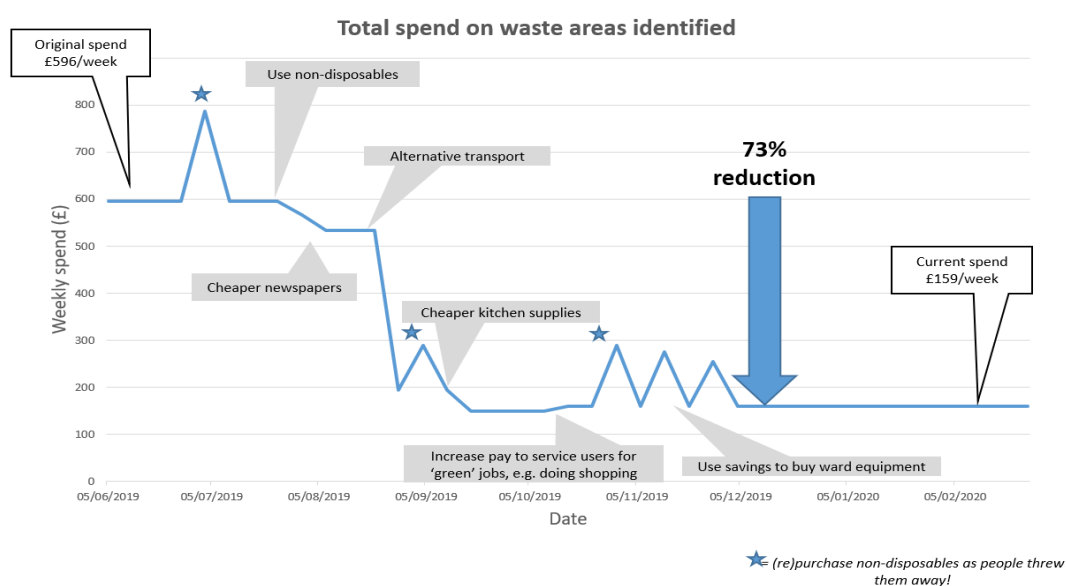 Total spend on waste areas identified
Original spend
£596/week
Use non-disposables
Alternative transport
Cheaper newspapers
Cheaper kitchen supplies
73%
reduction
Current spend
£159/week
Increase pay to service users for
‘green’ jobs, e.g. doing shopping
Use savings to buy ward equipment
Weekly spend (£)
800
700
600
500
400
300
200
100
0
05/06/2019 05/07/2019 05/08/2019 05/09/2019 05/10/2019 05/11/2019 05/12/2019 05/01/2020 05/02/2020
Date
= (re)purchase non-disposables as people threw
them away!